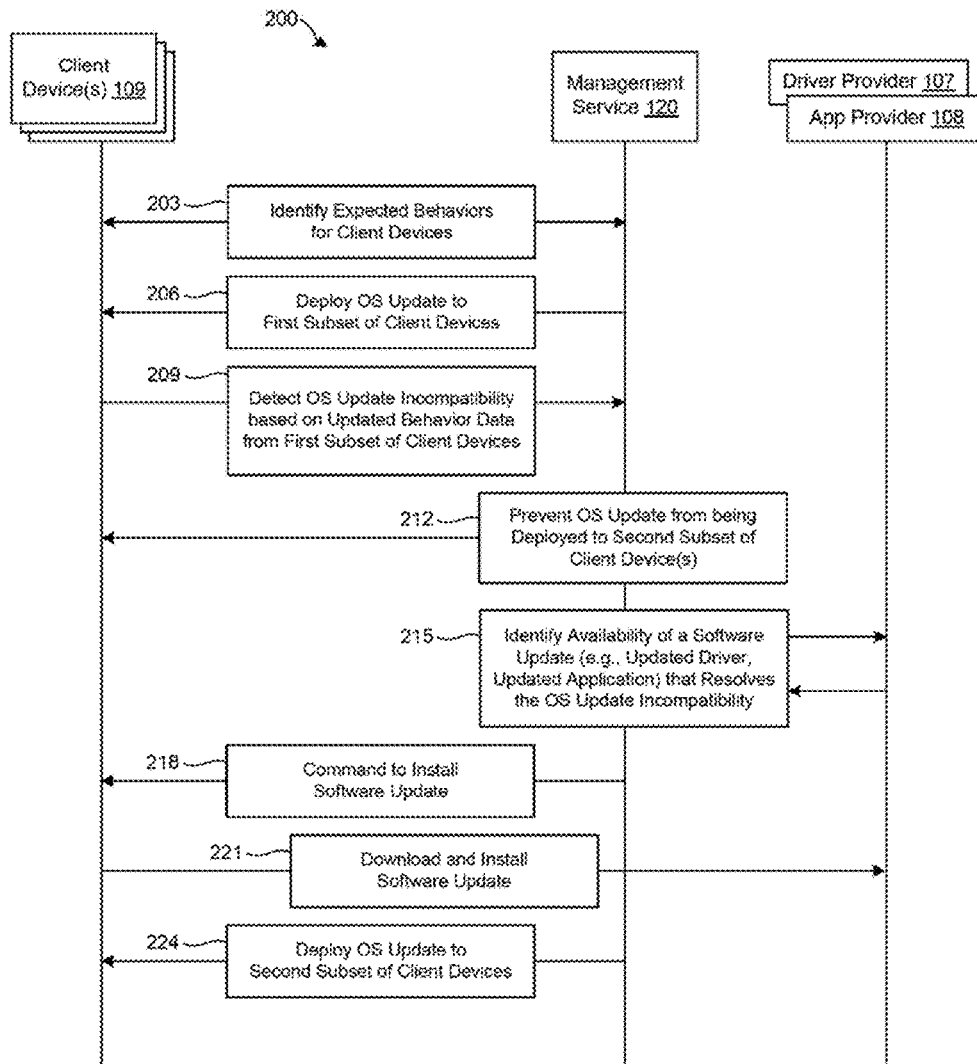 200
Client
Device(s) 109
Management
Service 120
Driver Provider 107
App Provider 108
203
Identify Expected Behaviors
for Client Devices
206
Deploy OS Update to
First Subset of Client Devices
209
Detect OS Update Incompatibility
based on Updated Behavior Data
from First Subset of Client Devices
212
Prevent OS Update from being
Deployed to Second Subset of
Client Device(s)
215
Identify Availability of a Software
Update (e.g., Updated Driver,
Updated Application) that Resolves
the OS Update Incompatibility
218
Command to Install
Software Update
221
Download and Install
Software Update
224
Deploy OS Update to
Second Subset of Client Devices